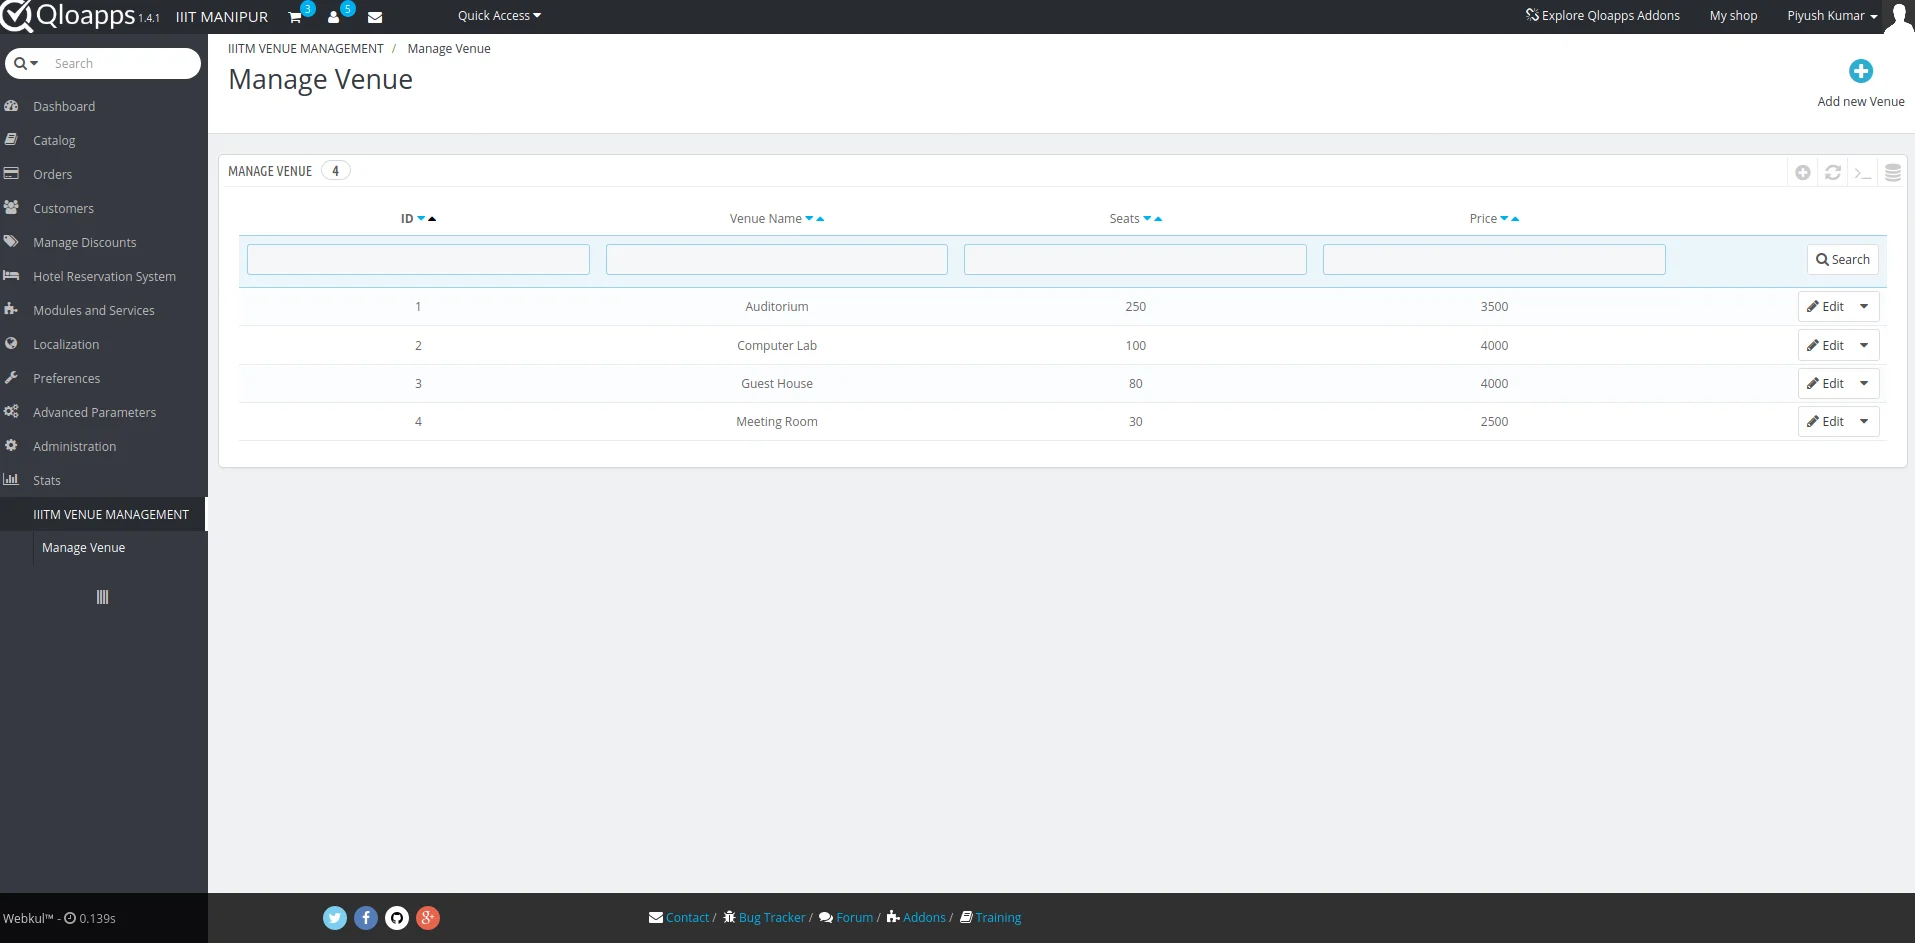 Qloapps 1.4.1 IIIT MANIPUR 3 5 Quick Access Explore Qloapps Addons My shop Piyush Kumar
Search
Dashboard
Catalog
Orders
Customers
Manage Discounts
Hotel Reservation System
Modules and Services
Localization
Preferences
Advanced Parameters
Administration
Stats
IIITM VENUE MANAGEMENT
Manage Venue
IIITM VENUE MANAGEMENT / Manage Venue
Manage Venue
Add new Venue
MANAGE VENUE 4
ID Venue Name Seats Price
Search
1 Auditorium 250 3500 Edit
2 Computer Lab 100 4000 Edit
3 Guest House 80 4000 Edit
4 Meeting Room 30 2500 Edit
Webkul™ - 0.139s
Contact / Bug Tracker / Forum / Addons / Training